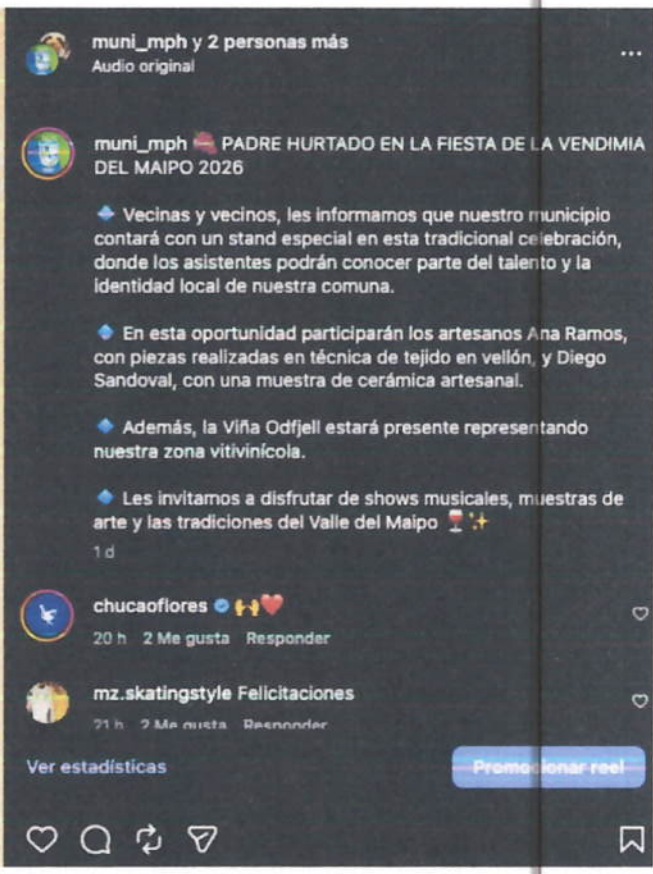 muni_mph y 2 personas más
Audio original
muni_mph PADRE HURTADO EN LA FIESTA DE LA VENDIMIA
DEL MAIPO 2026
Vecinas y vecinos, les informamos que nuestro municipio
contará con un stand especial en esta tradicional celebración,
donde los asistentes podrán conocer parte del talento y la
identidad local de nuestra comuna.
En esta oportunidad participarán los artesanos Ana Ramos,
con piezas realizadas en técnica de tejido en vellón, y Diego
Sandoval, con una muestra de cerámica artesanal.
Además, la Viña Odfjell estará presente representando
nuestra zona vitivinícola.
Les invitamos a disfrutar de shows musicales, muestras de
arte y las tradiciones del Valle del Maipo 🍷✨
1 d
chucaoflores 🙌❤️
20 h 2 Me gusta Responder
mz.skatingstyle Felicitaciones
21 h 2 Me gusta Responder
Ver estadísticas
Promocionar reel